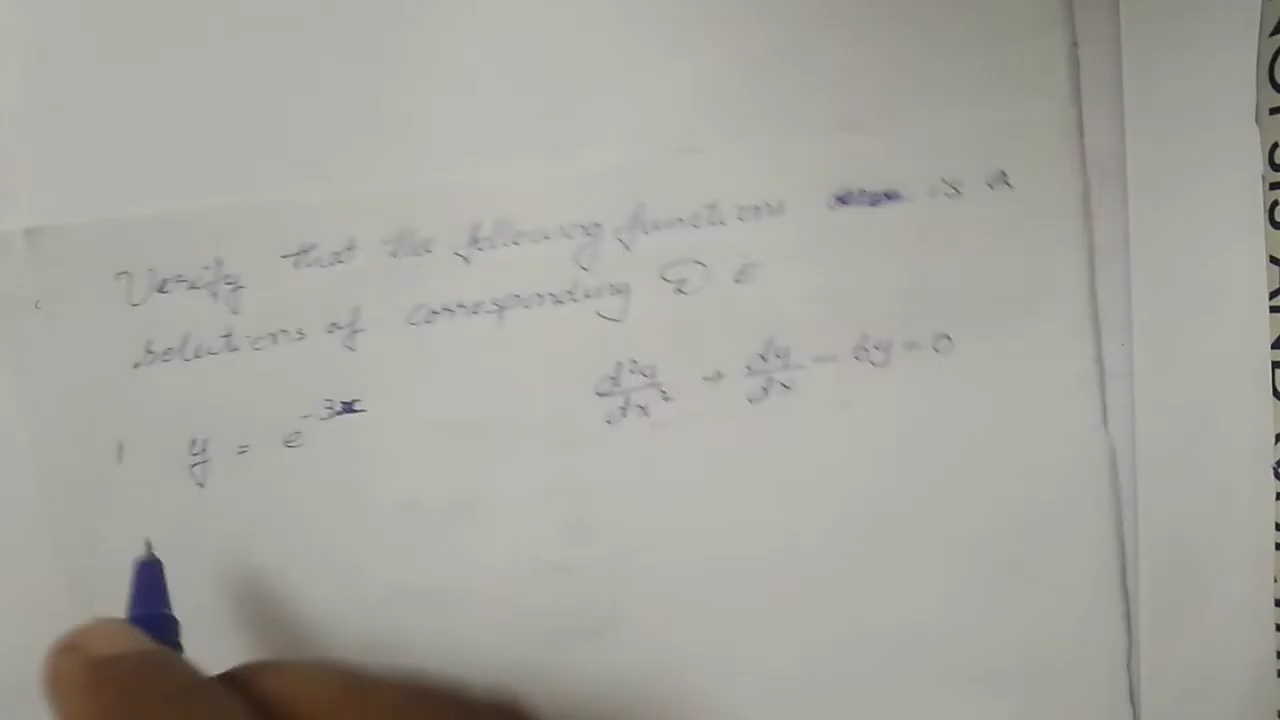 Verify that the following functions is a
solutions of corresponding D E
1 y = e^{-3x} d²y/dx² + dy/dx - 6y = 0